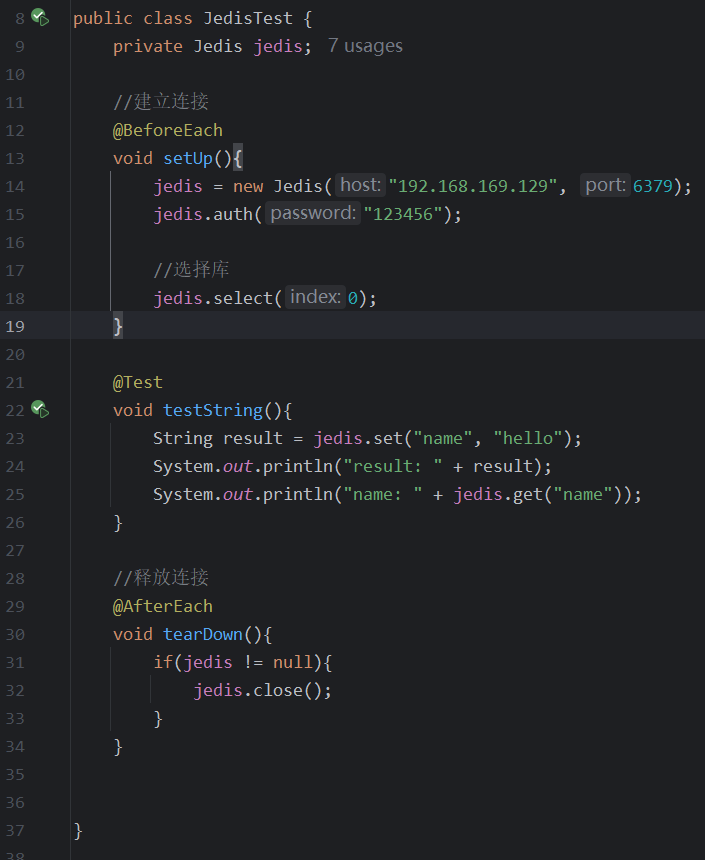 8 public class JedisTest {
9 private Jedis jedis; 7 usages
10
11 //建立连接
12 @BeforeEach
13 void setUp(){
14 jedis = new Jedis( host: "192.168.169.129", port: 6379);
15 jedis.auth( password: "123456");
16
17 //选择库
18 jedis.select( index: 0);
19 }
20
21 @Test
22 void testString(){
23 String result = jedis.set("name", "hello");
24 System.out.println("result: " + result);
25 System.out.println("name: " + jedis.get("name"));
26 }
27
28 //释放连接
29 @AfterEach
30 void tearDown(){
31 if(jedis != null){
32 jedis.close();
33 }
34 }
35
36
37 }
38